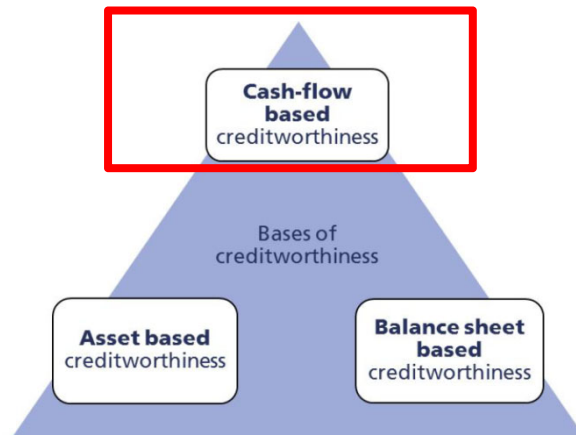 Cash-flow
based
creditworthiness
Bases of
creditworthiness
Asset based
creditworthiness
Balance sheet
based
creditworthiness